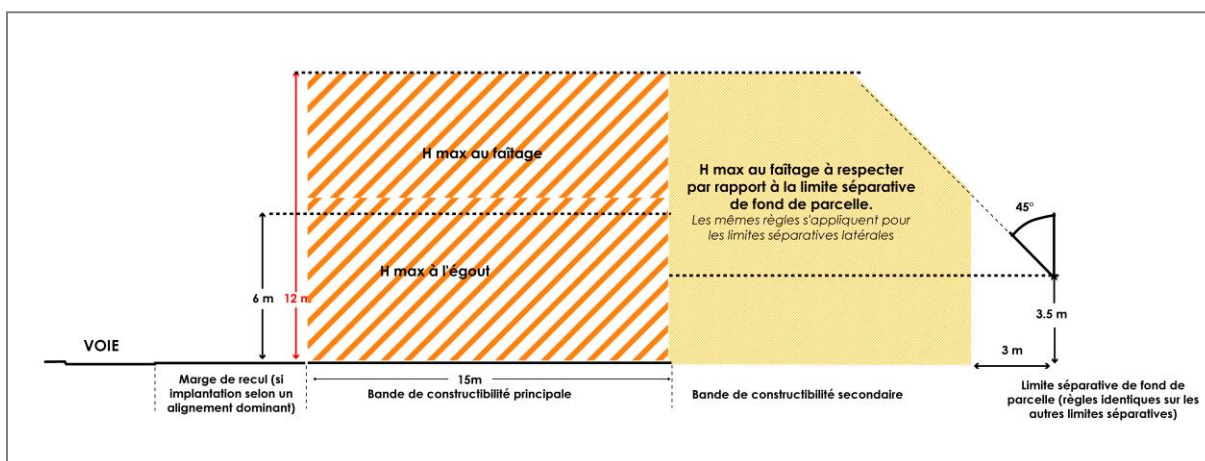 H max au faîtage
H max à l'égout
H max au faîtage à respecter
par rapport à la limite séparative
de fond de parcelle.
Les mêmes règles s'appliquent pour
les limites séparatives latérales
45°
6 m
12 m
3.5 m
VOIE
3 m
Marge de recul (si
implantation selon un
alignement dominant)
15m
Bande de constructibilité principale
Bande de constructibilité secondaire
Limite séparative de fond de
parcelle (règles identiques sur les
autres limites séparatives)